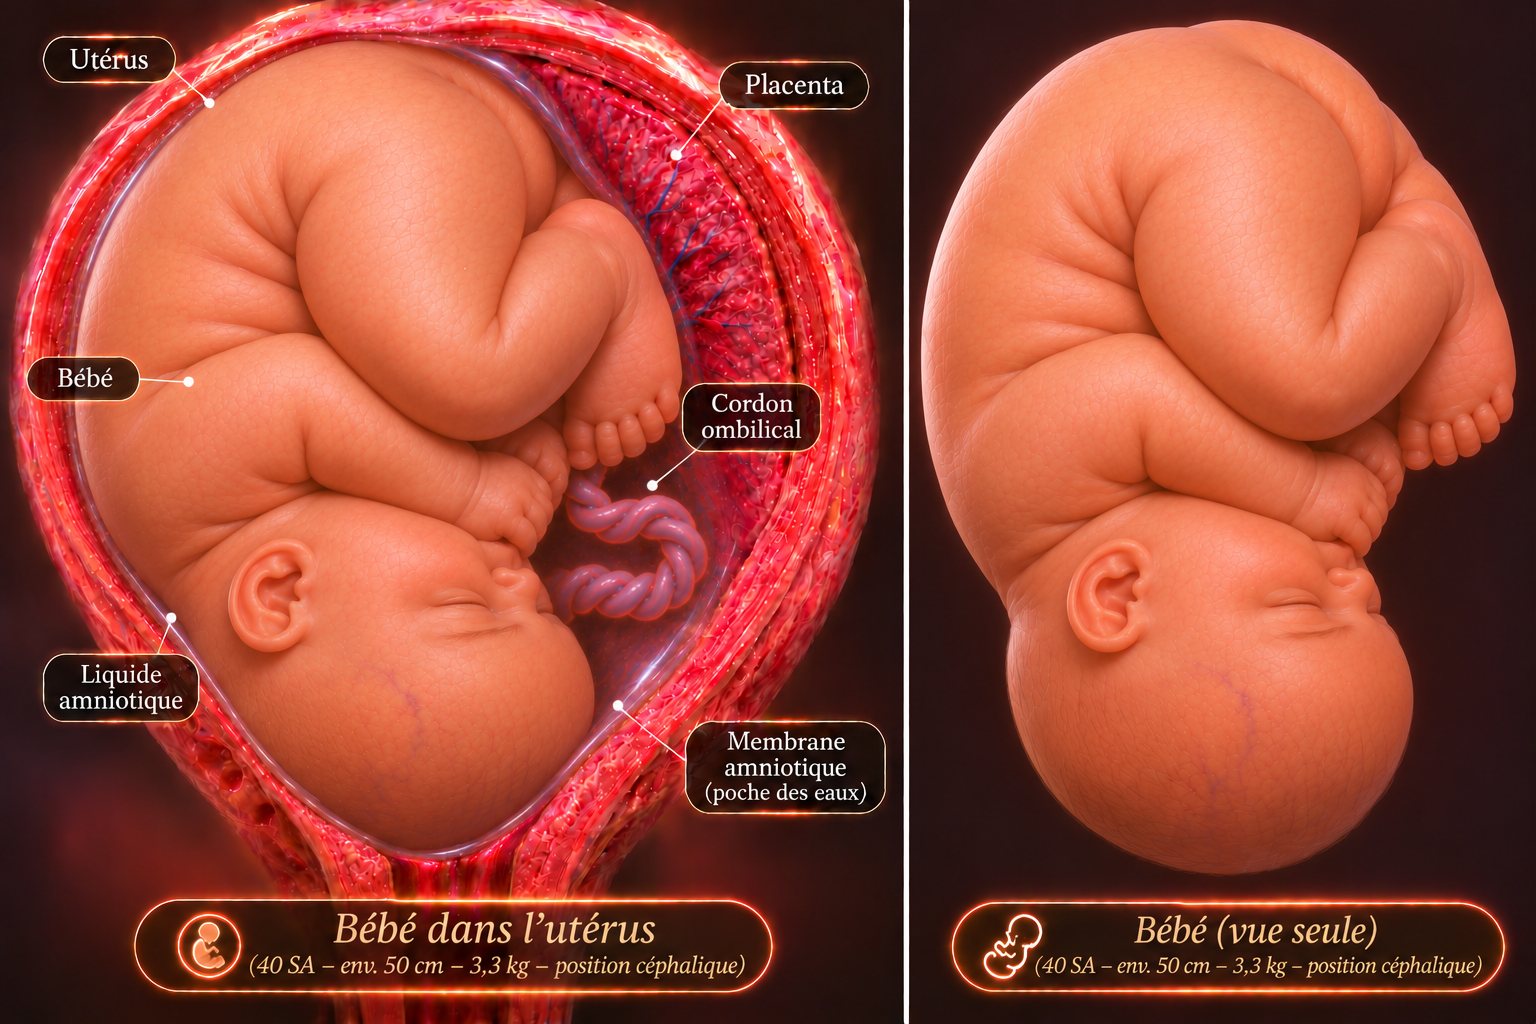 Utérus
Placenta
Bébé
Cordon
ombilical
Liquide
amniotique
Membrane
amniotique
(poche des eaux)
Bébé dans l’utérus
(40 SA – env. 50 cm – 3,3 kg – position céphalique)
Bébé (vue seule)
(40 SA – env. 50 cm – 3,3 kg – position céphalique)